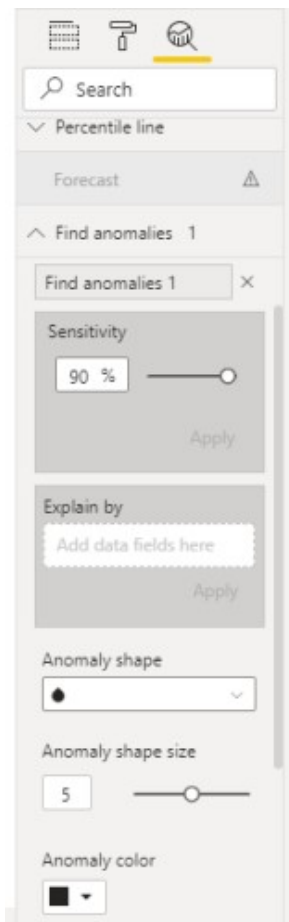 Search
Percentile line
Forecast
Find anomalies 1
Find anomalies 1
Sensitivity
90 %
Apply
Explain by
Add data fields here
Apply
Anomaly shape
Anomaly shape size
5
Anomaly color